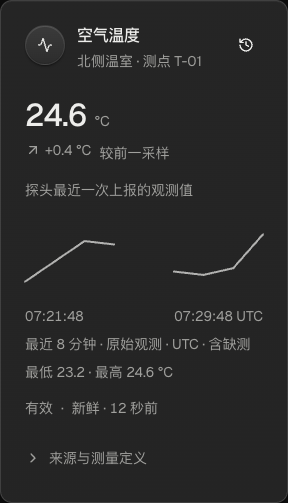 空气温度
北侧温室 · 测点 T-01
24.6 °C
+0.4 °C 较前一采样
探头最近一次上报的观测值
07:21:48 07:29:48 UTC
最近 8 分钟 · 原始观测 · UTC · 含缺测
最低 23.2 · 最高 24.6 °C
有效 · 新鲜 · 12 秒前
来源与测量定义